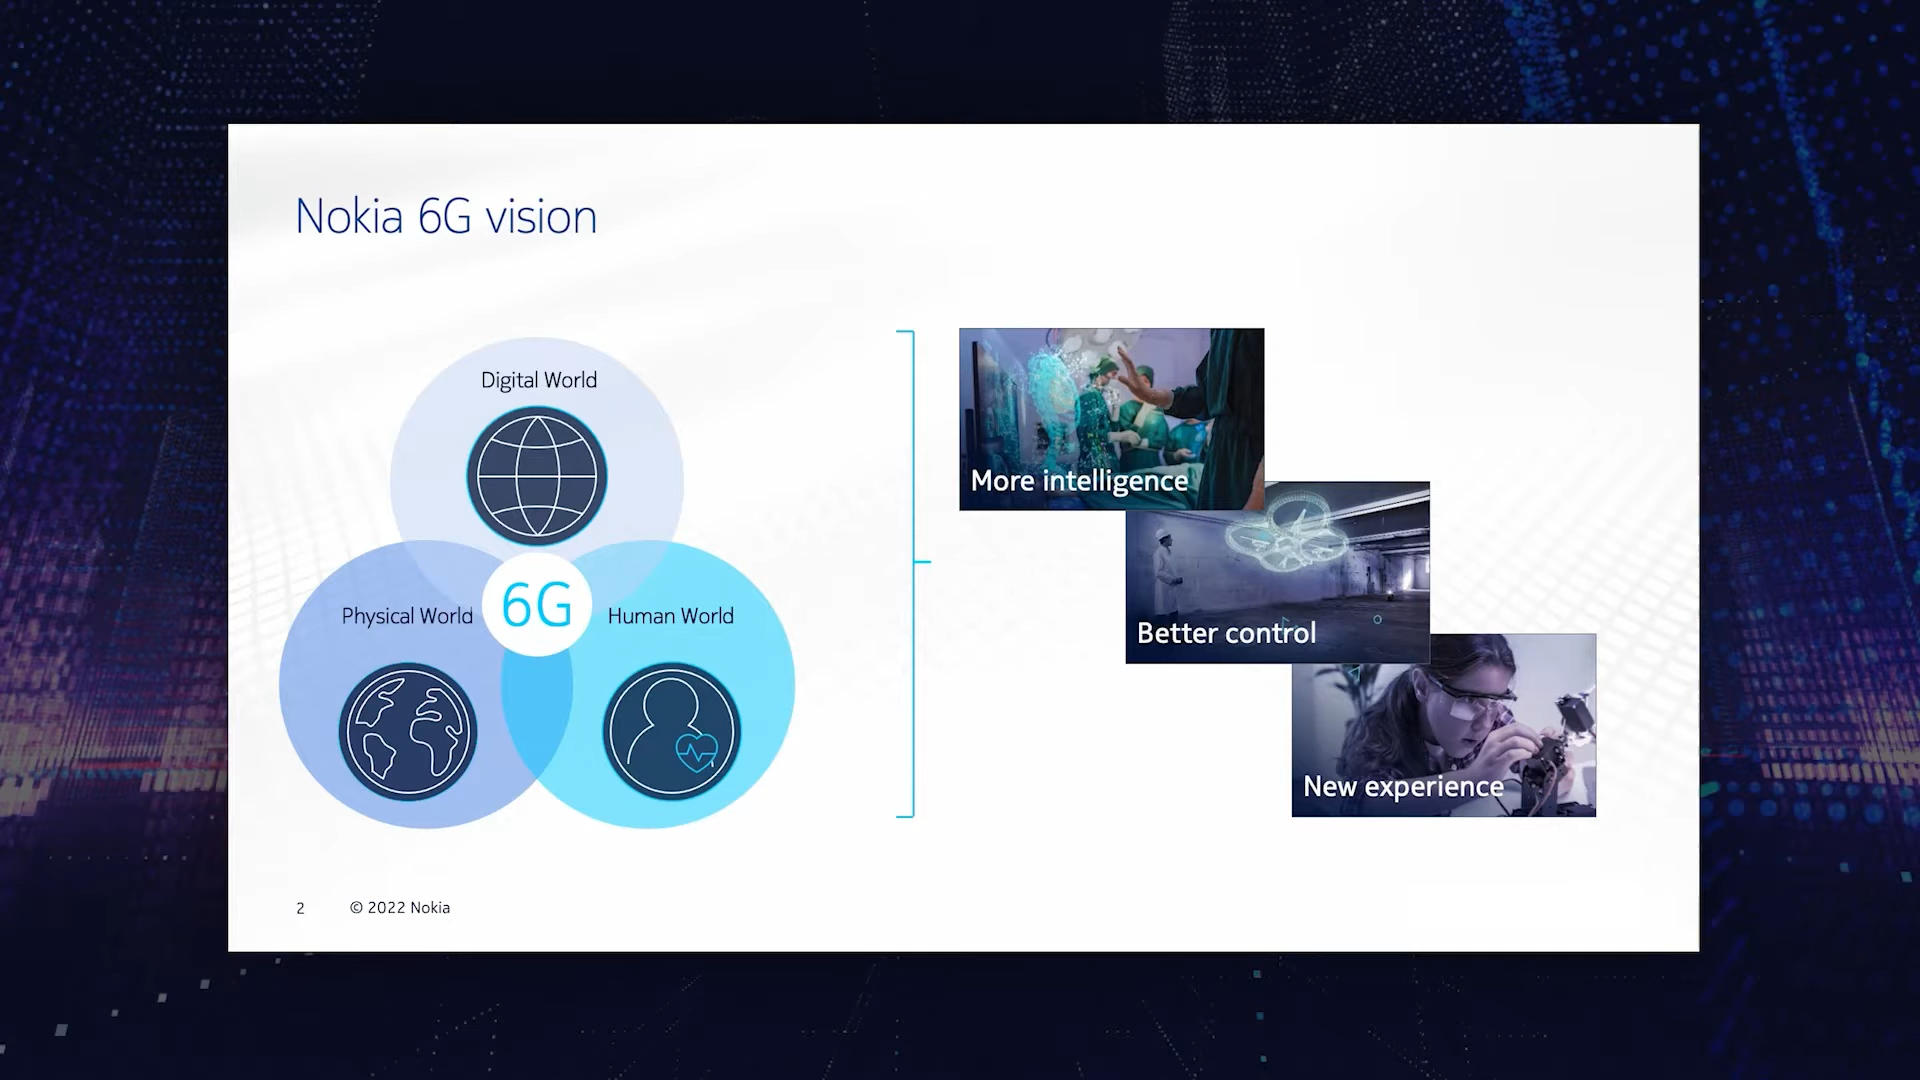 Nokia 6G vision
Digital World
Physical World
6G
Human World
More intelligence
Better control
New experience
2
© 2022 Nokia